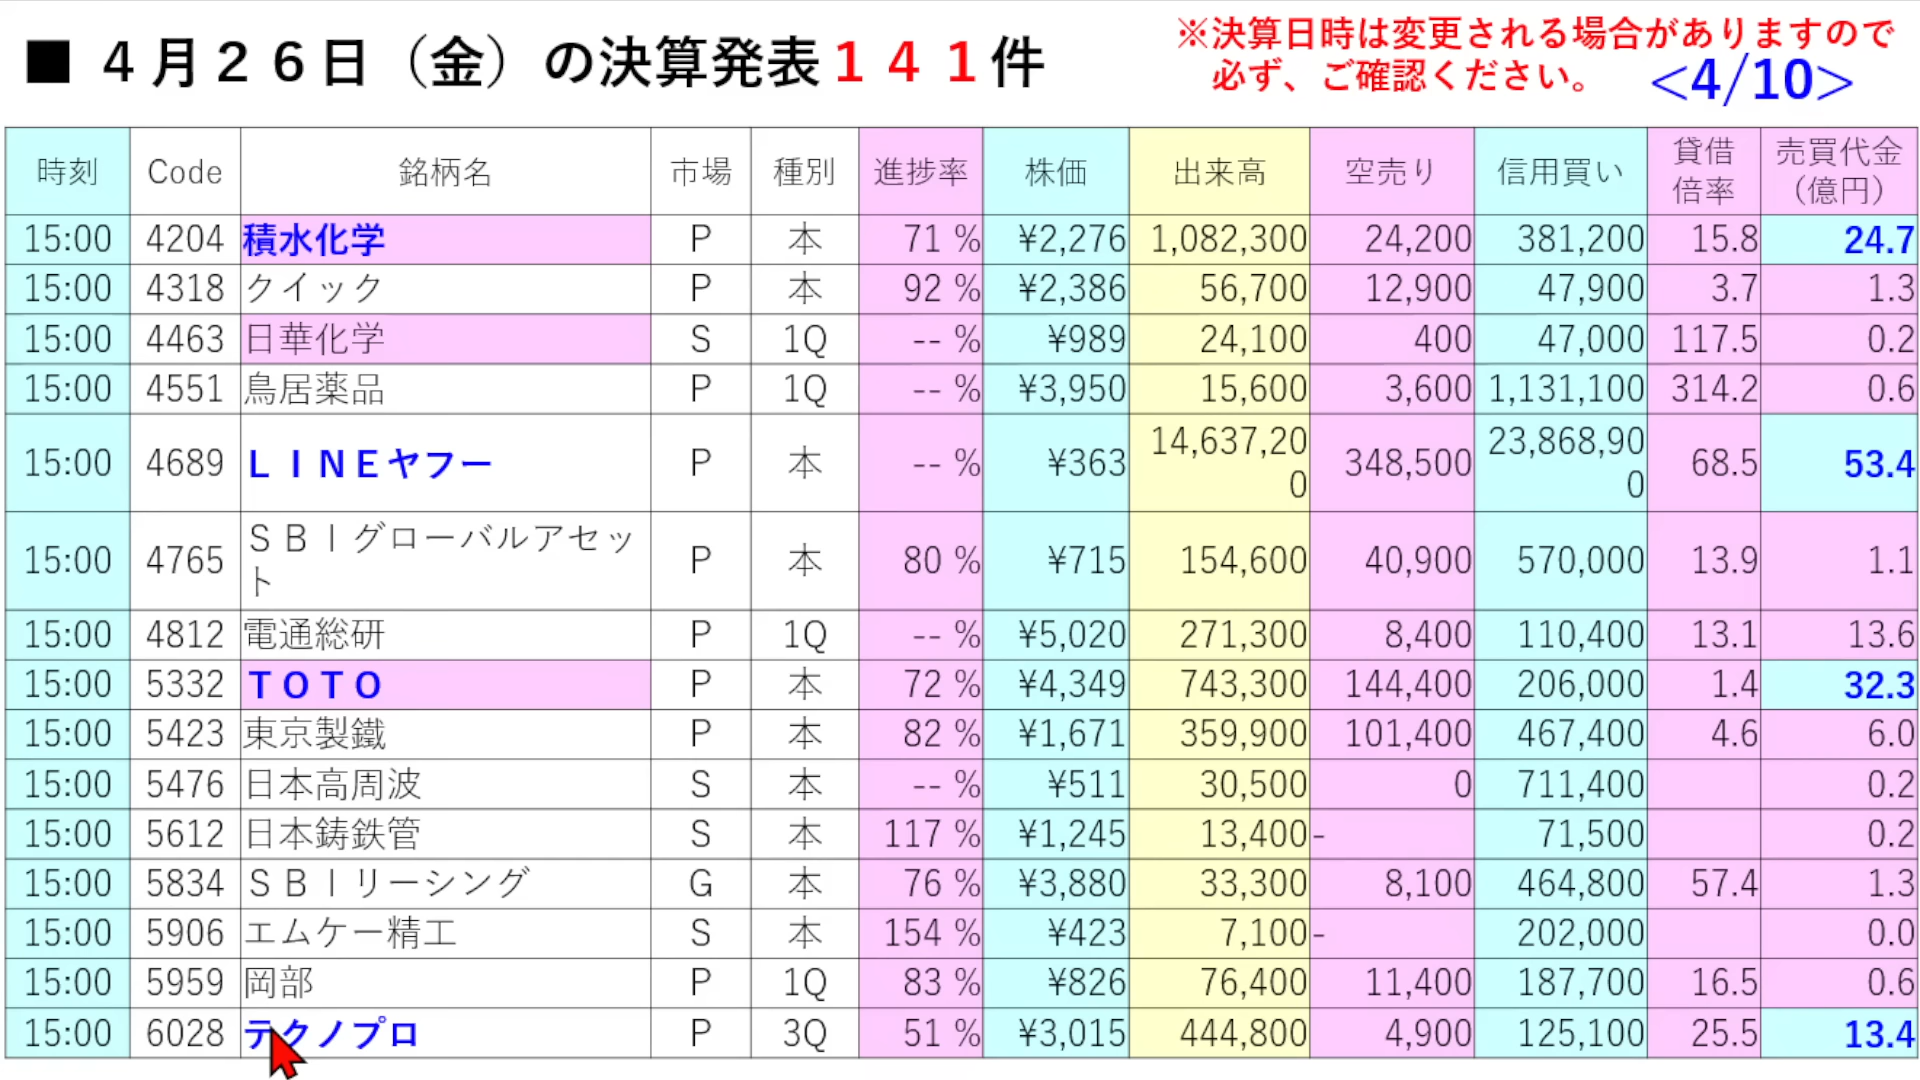 ■ ４月２６日（金）の決算発表１４１件
※決算日時は変更される場合がありますので
必ず、ご確認ください。 <4/10>
時刻 Code 銘柄名 市場 種別 進捗率 株価 出来高 空売り 信用買い 貸借倍率 売買代金（億円）
15:00 4204 積水化学 P 本 71 % ¥2,276 1,082,300 24,200 381,200 15.8 24.7
15:00 4318 クイック P 本 92 % ¥2,386 56,700 12,900 47,900 3.7 1.3
15:00 4463 日華化学 S 1Q -- % ¥989 24,100 400 47,000 117.5 0.2
15:00 4551 鳥居薬品 P 1Q -- % ¥3,950 15,600 3,600 1,131,100 314.2 0.6
15:00 4689 ＬＩＮＥヤフー P 本 -- % ¥363 14,637,200 348,500 23,868,900 68.5 53.4
15:00 4765 ＳＢＩグローバルアセット P 本 80 % ¥715 154,600 40,900 570,000 13.9 1.1
15:00 4812 電通総研 P 1Q -- % ¥5,020 271,300 8,400 110,400 13.1 13.6
15:00 5332 ＴＯＴＯ P 本 72 % ¥4,349 743,300 144,400 206,000 1.4 32.3
15:00 5423 東京製鐵 P 本 82 % ¥1,671 359,900 101,400 467,400 4.6 6.0
15:00 5476 日本高周波 S 本 -- % ¥511 30,500 0 711,400 0.2
15:00 5612 日本鋳鉄管 S 本 117 % ¥1,245 13,400 - 71,500 0.2
15:00 5834 ＳＢＩリーシング G 本 76 % ¥3,880 33,300 8,100 464,800 57.4 1.3
15:00 5906 エムケー精工 S 本 154 % ¥423 7,100 - 202,000 0.0
15:00 5959 岡部 P 1Q 83 % ¥826 76,400 11,400 187,700 16.5 0.6
15:00 6028 テクノプロ P 3Q 51 % ¥3,015 444,800 4,900 125,100 25.5 13.4